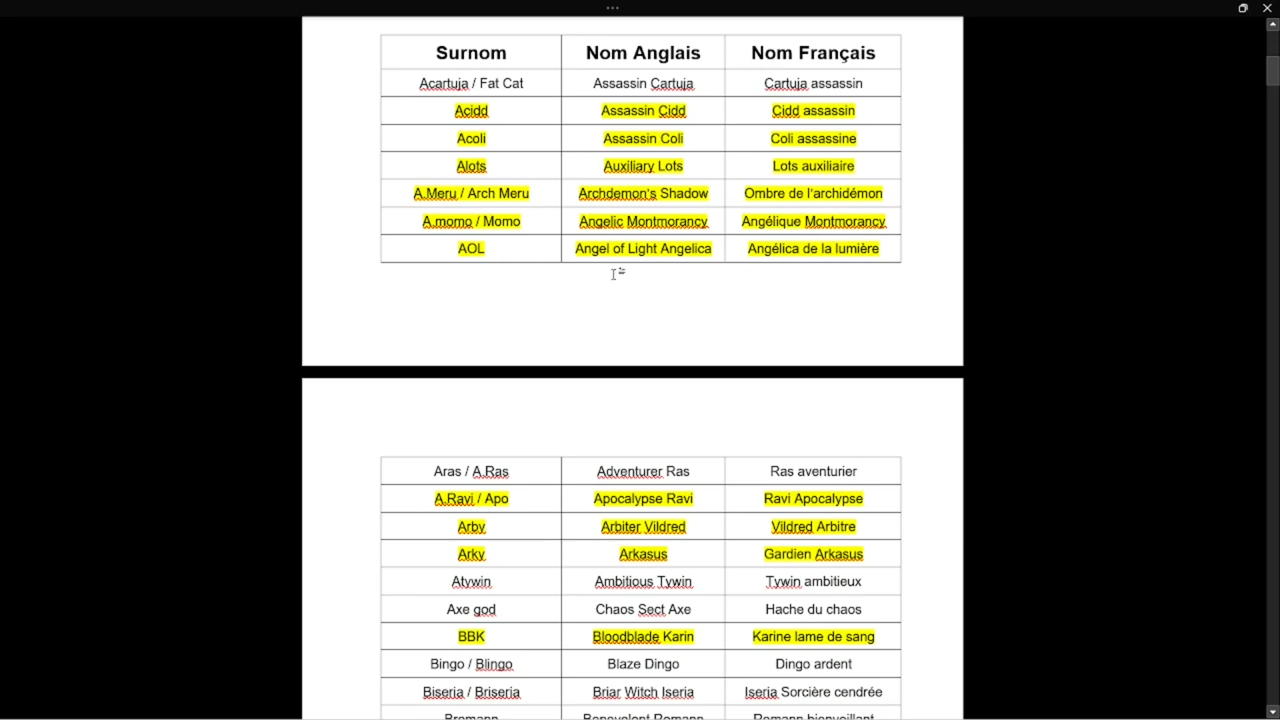 Surnom Nom Anglais Nom Français
Acartuja / Fat Cat Assassin Cartuja Cartuja assassin
Acidd Assassin Cidd Cidd assassin
Acoli Assassin Coli Coli assassine
Alots Auxiliary Lots Lots auxiliaire
A.Meru / Arch Meru Archdemon's Shadow Ombre de l'archidémon
A.momo / Momo Angelic Montmorancy Angélique Montmorancy
AOL Angel of Light Angelica Angélica de la lumière
Aras / A.Ras Adventurer Ras Ras aventurier
A.Ravi / Apo Apocalypse Ravi Ravi Apocalypse
Arby Arbiter Vildred Vildred Arbitre
Arky Arkasus Gardien Arkasus
Atywin Ambitious Tywin Tywin ambitieux
Axe god Chaos Sect Axe Hache du chaos
BBK Bloodblade Karin Karine lame de sang
Bingo / Blingo Blaze Dingo Dingo ardent
Biseria / Briseria Briar Witch Iseria Iseria Sorcière cendrée
Bromann Benevolent Romann Romann bienveillant